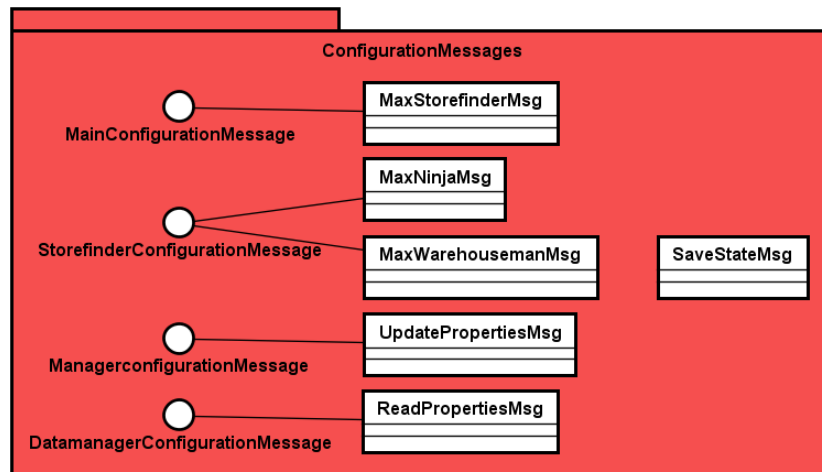 ConfigurationMessages
MaxStorefinderMsg
MainConfigurationMessage
MaxNinjaMsg
StorefinderConfigurationMessage
MaxWarehousemanMsg
SaveStateMsg
UpdatePropertiesMsg
ManagerconfigurationMessage
ReadPropertiesMsg
DatamanagerConfigurationMessage